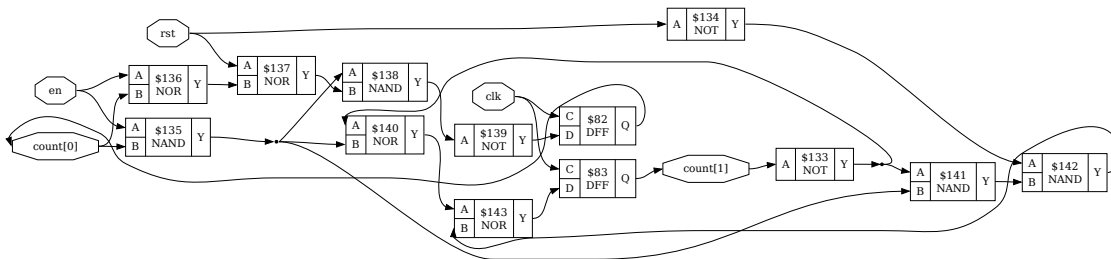 rst
A $134 Y
NOT
en
A $136 Y
B NOR
A $137 Y
B NOR
A $138 Y
B NAND
clk
C $82 Q
D DFF
count[0]
A $135 Y
B NAND
A $140 Y
B NOR
A $139 Y
NOT
C $83 Q
D DFF
count[1]
A $133 Y
NOT
A $141 Y
B NAND
A $142 Y
B NAND
A $143 Y
B NOR